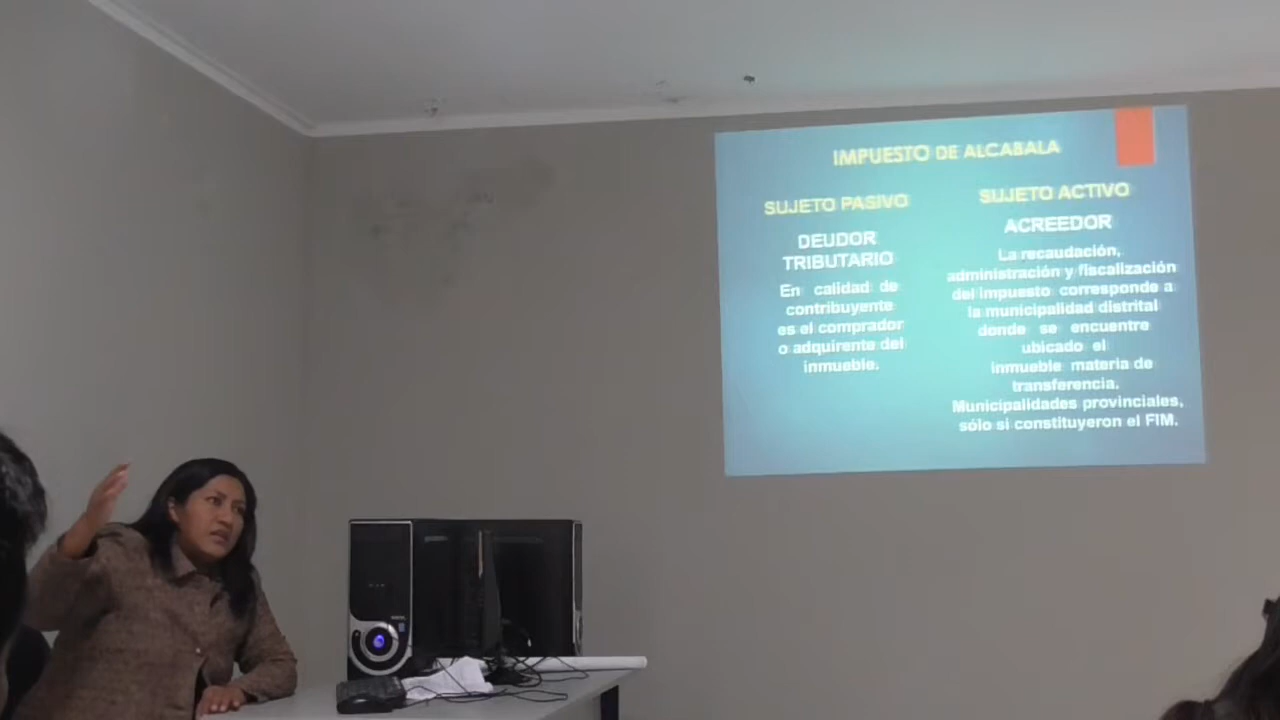 IMPUESTO DE ALCABALA
SUJETO PASIVO
DEUDOR
TRIBUTARIO
En calidad de
contribuyente
es el comprador
o adquirente del
inmueble.
SUJETO ACTIVO
ACREEDOR
La recaudación,
administración y fiscalización
del impuesto corresponde a
la municipalidad distrital
donde se encuentre
ubicado el
inmueble materia de
transferencia.
Municipalidades provinciales,
sólo si constituyeron el FIM.